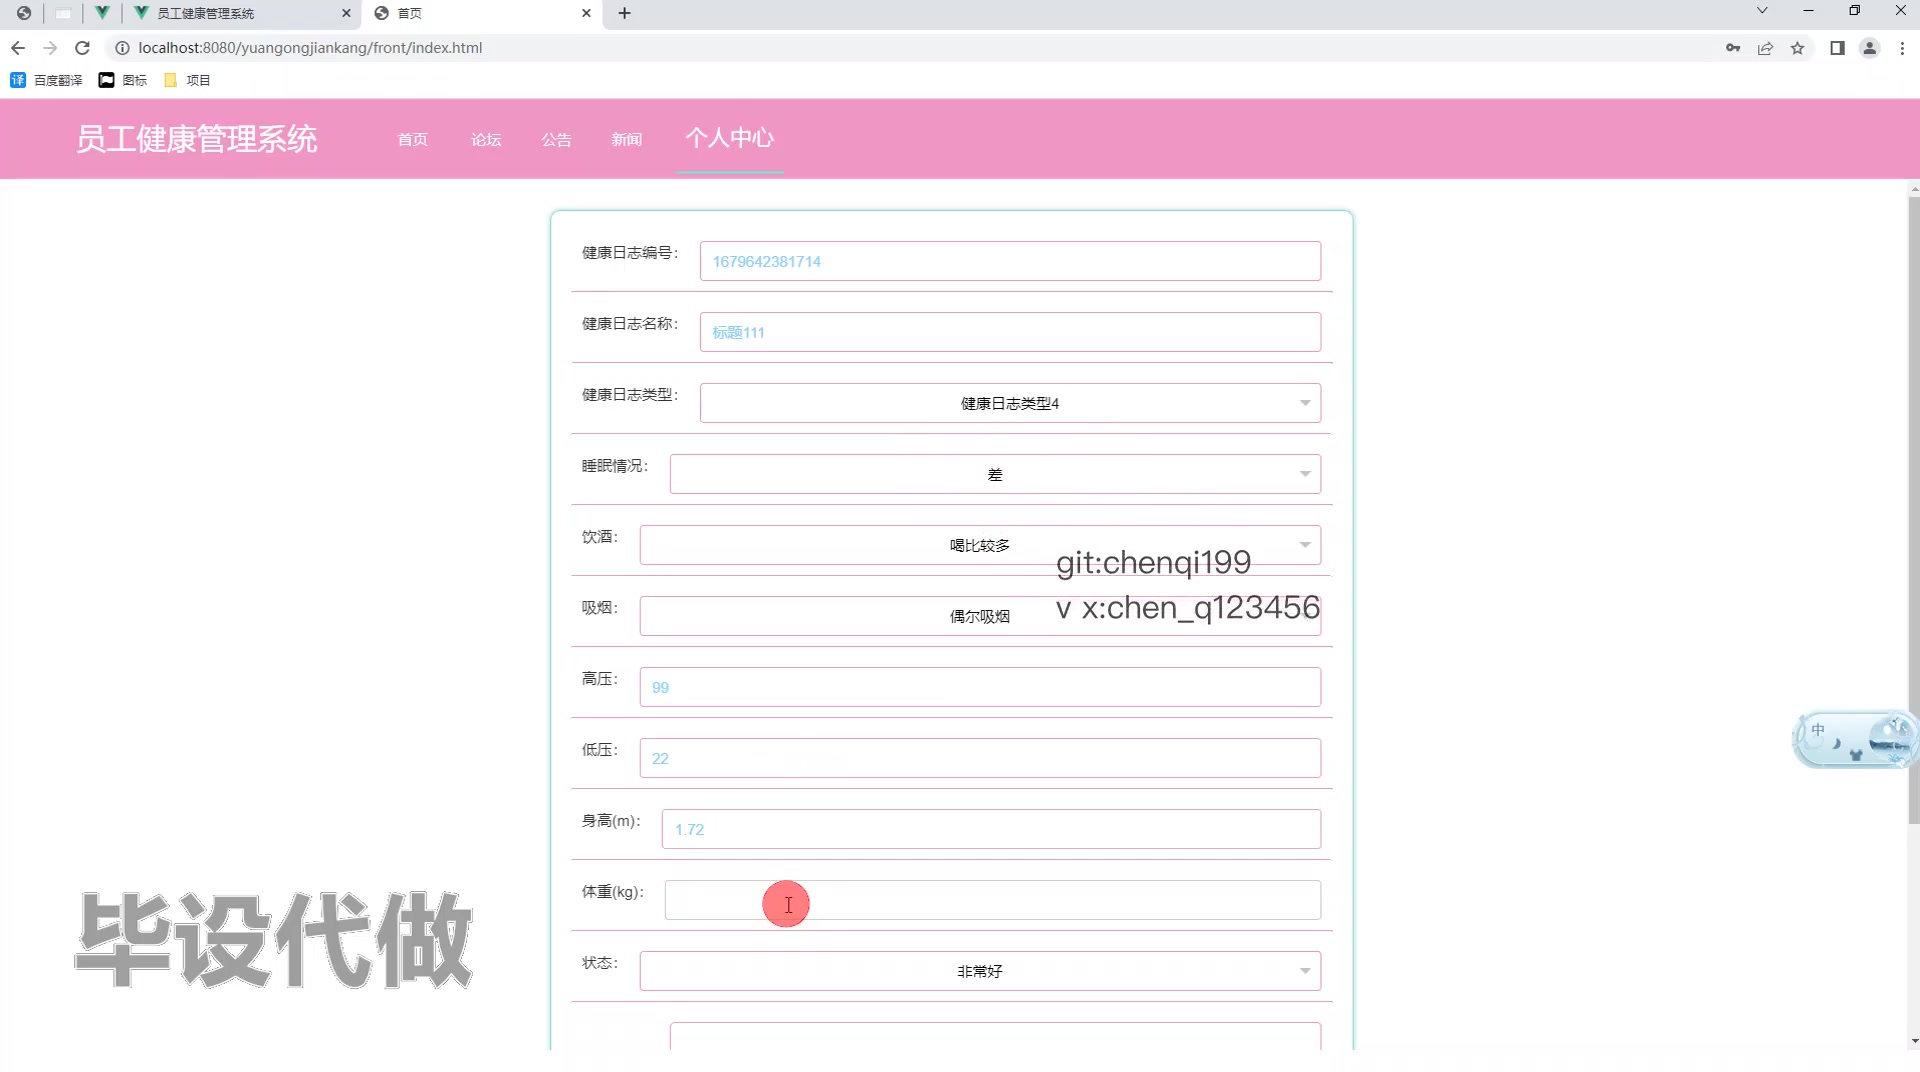 员工健康管理系统
首页
localhost:8080/yuangongjiankang/front/index.html
译 百度翻译 图标 项目
员工健康管理系统 首页 论坛 公告 新闻 个人中心
健康日志编号： 1679642381714
健康日志名称： 标题111
健康日志类型： 健康日志类型4
睡眠情况： 差
饮酒： 喝比较多
git:chenqi199
吸烟： 偶尔吸烟
v x:chen_q123456
高压： 99
低压： 22
中
身高(m)： 1.72
体重(kg)：
毕设代做
状态： 非常好